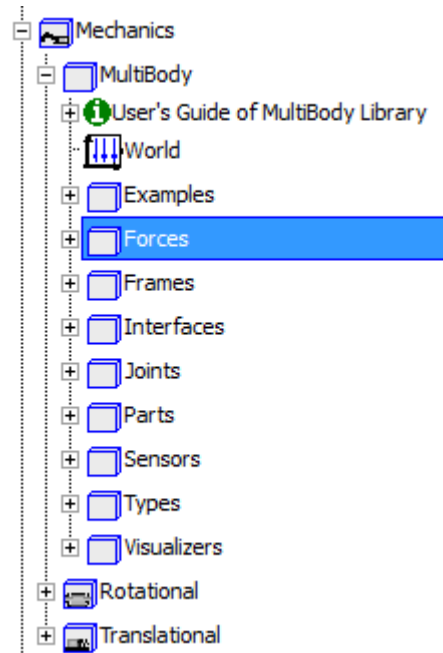 Mechanics
MultiBody
User's Guide of MultiBody Library
World
Examples
Forces
Frames
Interfaces
Joints
Parts
Sensors
Types
Visualizers
Rotational
Translational